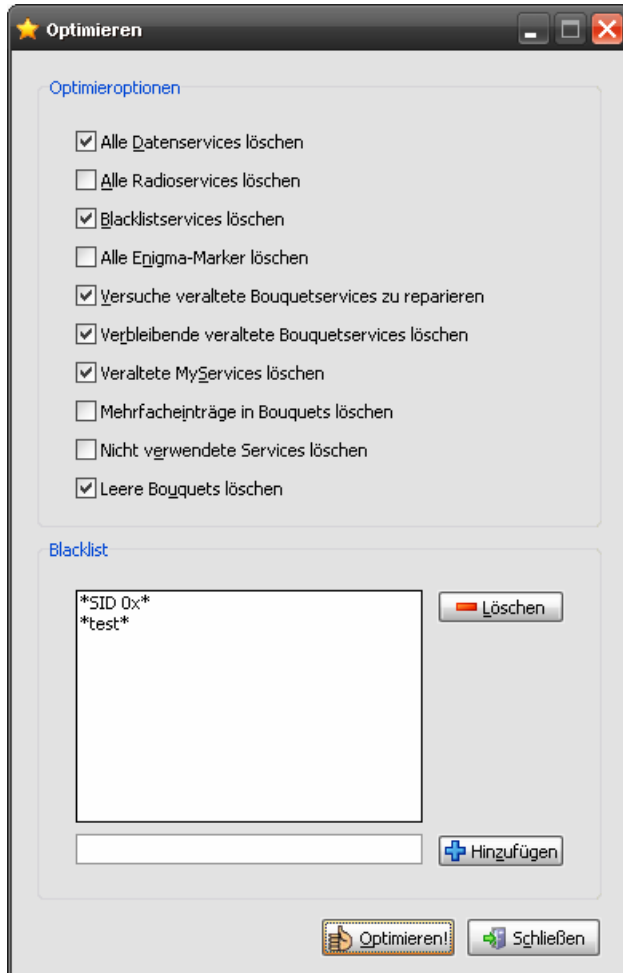 Optimieren
Optimieroptionen
Alle Datenservices löschen
Alle Radioservices löschen
Blacklistservices löschen
Alle Enigma-Marker löschen
Versuche veraltete Bouquetservices zu reparieren
Verbleibende veraltete Bouquetservices löschen
Veraltete MyServices löschen
Mehrfacheinträge in Bouquets löschen
Nicht verwendete Services löschen
Leere Bouquets löschen
Blacklist
*SID 0x*
*test*
Löschen
Hinzufügen
Optimieren! Schließen